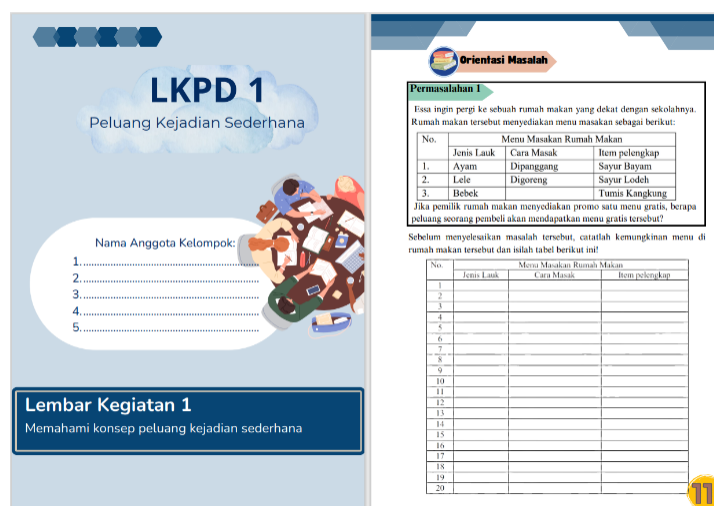 LKPD 1
Peluang Kejadian Sederhana
Nama Anggota Kelompok:
1.
2.
3.
4.
5.
Lembar Kegiatan 1
Memahami konsep peluang kejadian sederhana
Orientasi Masalah
Permasalahan 1
Essa ingin pergi ke sebuah rumah makan yang dekat dengan sekolahnya.
Rumah makan tersebut menyediakan menu masakan sebagai berikut:
No. Menu Masakan Rumah Makan
Jenis Lauk Cara Masak Item pelengkap
1. Ayam Dipanggang Sayur Bayam
2. Lele Digoreng Sayur Lodeh
3. Bebek Tumis Kangkung
Jika pemilik rumah makan menyediakan promo satu menu gratis, berapa
peluang seorang pembeli akan mendapatkan menu gratis tersebut?
Sebelum menyelesaikan masalah tersebut, catatlah kemungkinan menu di
rumah makan tersebut dan isilah tabel berikut ini!
No. Menu Masakan Rumah Makan
Jenis Lauk Cara Masak Item pelengkap
1
2
3
4
5
6
7
8
9
10
11
12
13
14
15
16
17
18
19
20
11